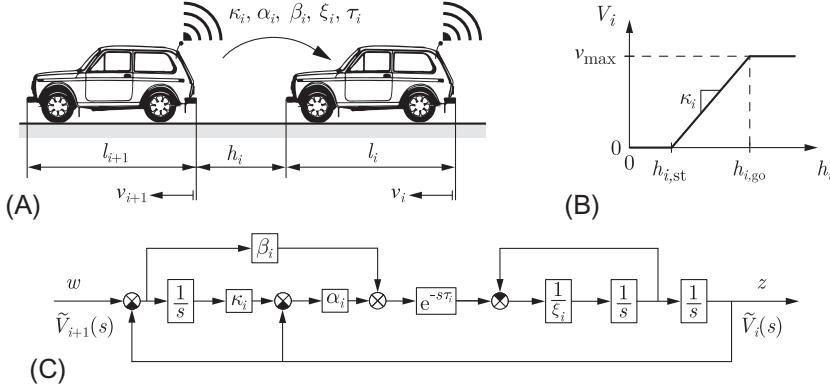 κ_i, α_i, β_i, ξ_i, τ_i
l_{i+1} h_i l_i
v_{i+1} v_i
(A)
V_i
v_max
κ_i
0
0 h_{i,st} h_{i,go} h_i
(B)
β_i
w 1/s κ_i α_i e^{-sτ_i} 1/ξ_i 1/s 1/s z
Ṽ_{i+1}(s) Ṽ_i(s)
(C)